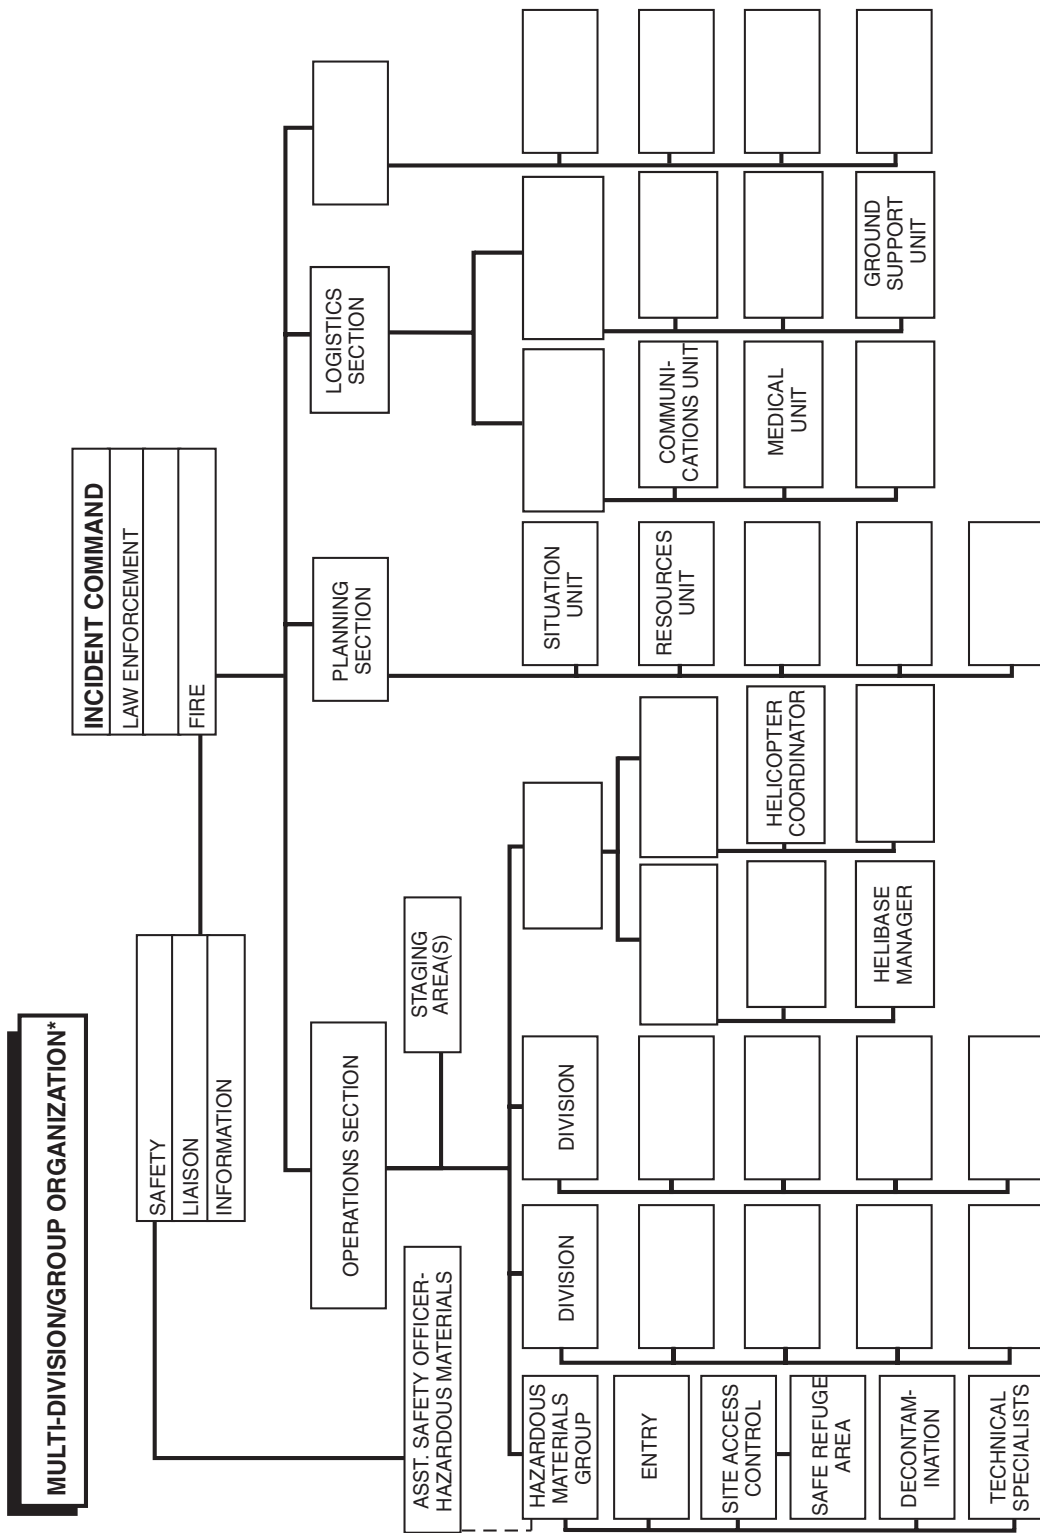 MULTI-DIVISION/GROUP ORGANIZATION*
INCIDENT COMMAND
LAW ENFORCEMENT
FIRE
SAFETY
LIAISON
INFORMATION
OPERATIONS SECTION
PLANNING
SECTION
LOGISTICS
SECTION
ASST. SAFETY OFFICER-
HAZARDOUS MATERIALS
STAGING
AREA(S)
HAZARDOUS
MATERIALS
GROUP
ENTRY
SITE ACCESS
CONTROL
SAFE REFUGE
AREA
DECONTAM-
INATION
TECHNICAL
SPECIALISTS
DIVISION
DIVISION
HELIBASE
MANAGER
HELICOPTER
COORDINATOR
SITUATION
UNIT
RESOURCES
UNIT
COMMUNI-
CATIONS UNIT
MEDICAL
UNIT
GROUND
SUPPORT
UNIT